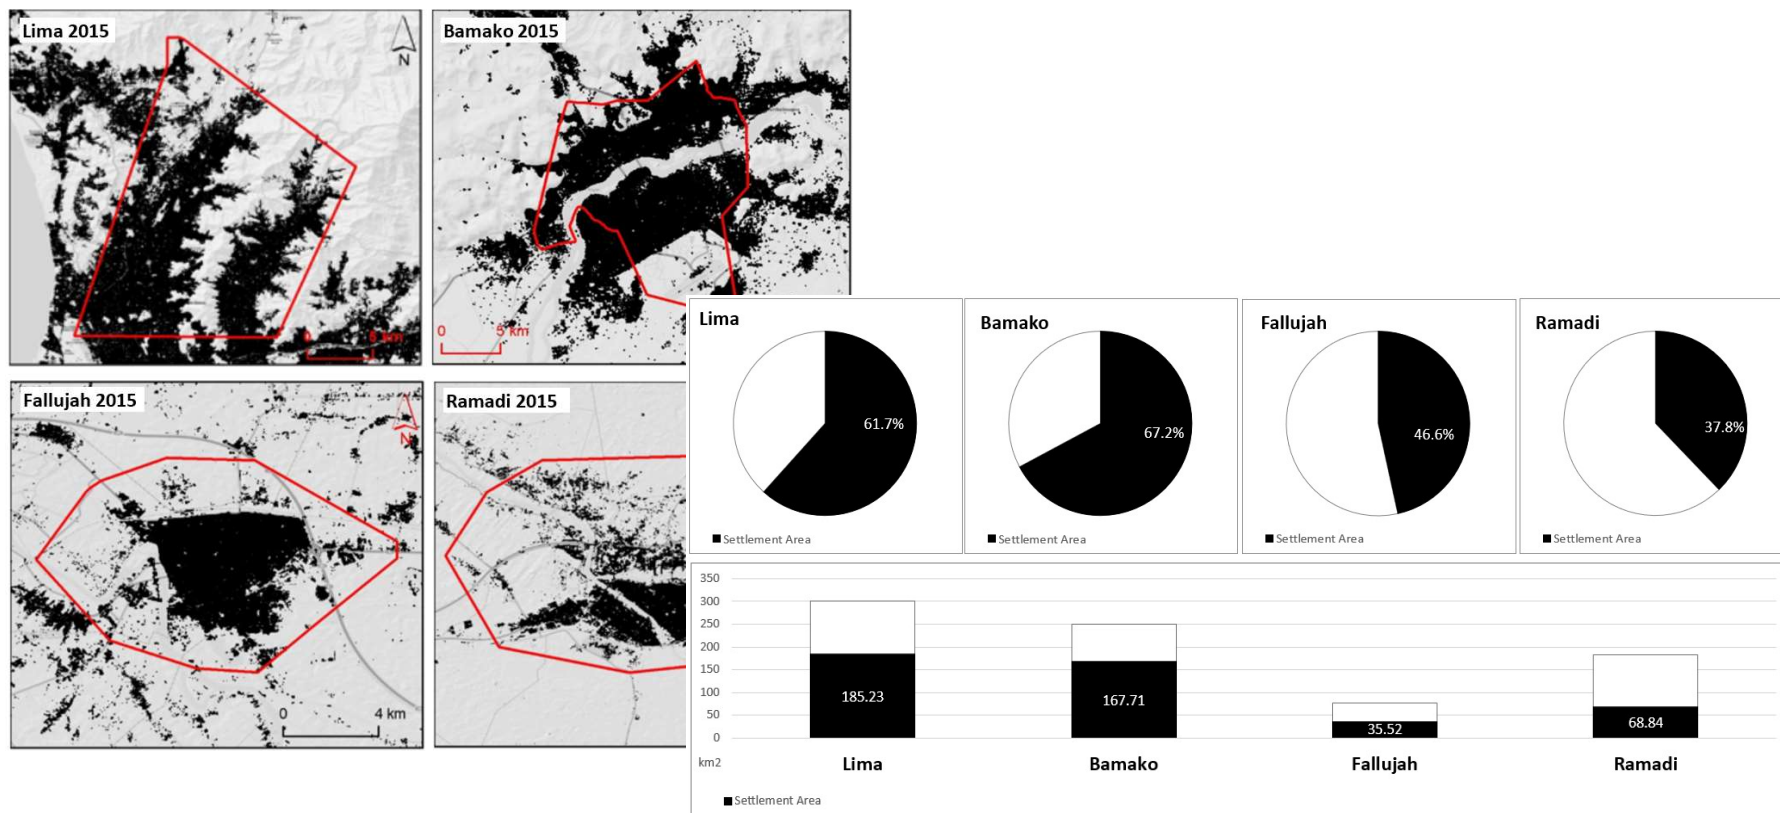 Lima 2015
N
0 5 km
Bamako 2015
0 5 km
Fallujah 2015
N
0 4 km
Ramadi 2015
Lima
61.7%
Settlement Area
Bamako
67.2%
Settlement Area
Fallujah
46.6%
Settlement Area
Ramadi
37.8%
Settlement Area
350
300
250
200
150
100
50
0
km2
185.23
167.71
35.52
68.84
Lima
Bamako
Fallujah
Ramadi
Settlement Area